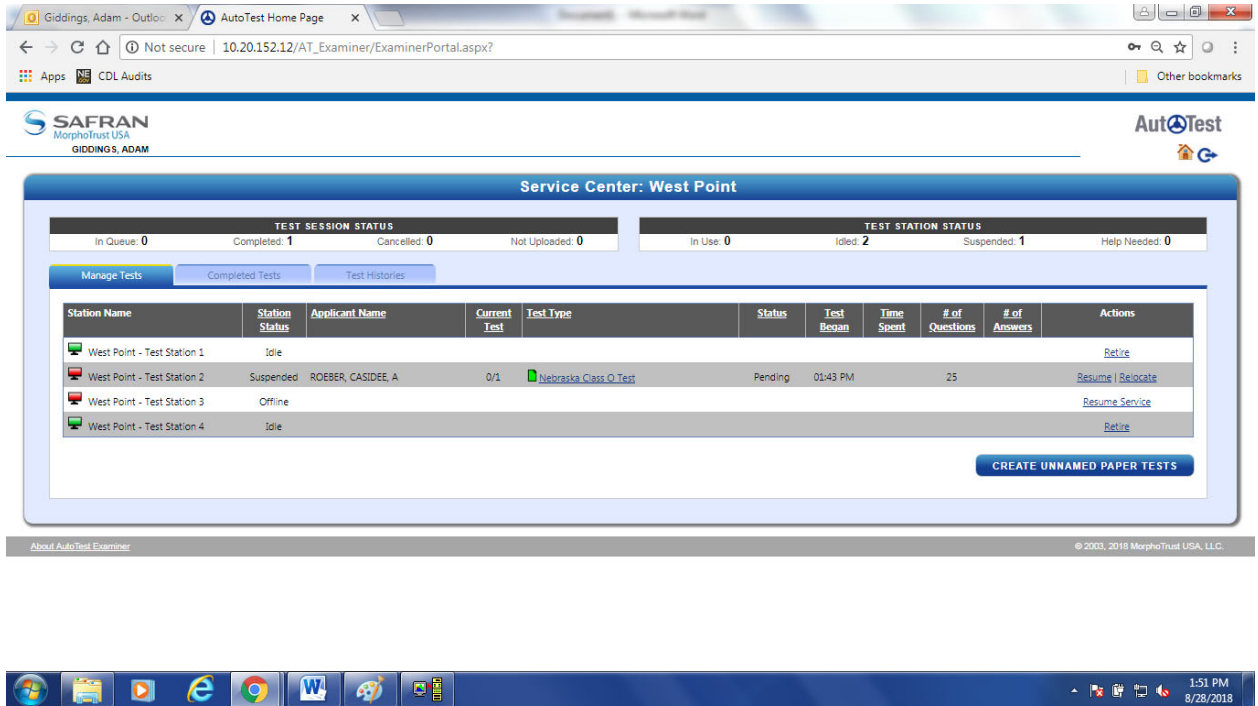 Giddings, Adam - Outloo
AutoTest Home Page
Document1 - Microsoft Word
Not secure | 10.20.152.12/AT_Examiner/ExaminerPortal.aspx?
Apps NE GOV CDL Audits Other bookmarks
SAFRAN
MorphoTrust USA
GIDDINGS, ADAM
AutoTest
Service Center: West Point
TEST SESSION STATUS TEST STATION STATUS
In Queue: 0 Completed: 1 Cancelled: 0 Not Uploaded: 0 In Use: 0 Idled: 2 Suspended: 1 Help Needed: 0
Manage Tests Completed Tests Test Histories
Station Name Station Status Applicant Name Current Test Test Type Status Test Began Time Spent # of Questions # of Answers Actions
West Point - Test Station 1 Idle Retire
West Point - Test Station 2 Suspended ROEBER, CASIDEE, A 0/1 Nebraska Class O Test Pending 01:43 PM 25 Resume | Relocate
West Point - Test Station 3 Offline Resume Service
West Point - Test Station 4 Idle Retire
CREATE UNNAMED PAPER TESTS
About AutoTest Examiner © 2003, 2018 MorphoTrust USA, LLC.
1:51 PM
8/28/2018